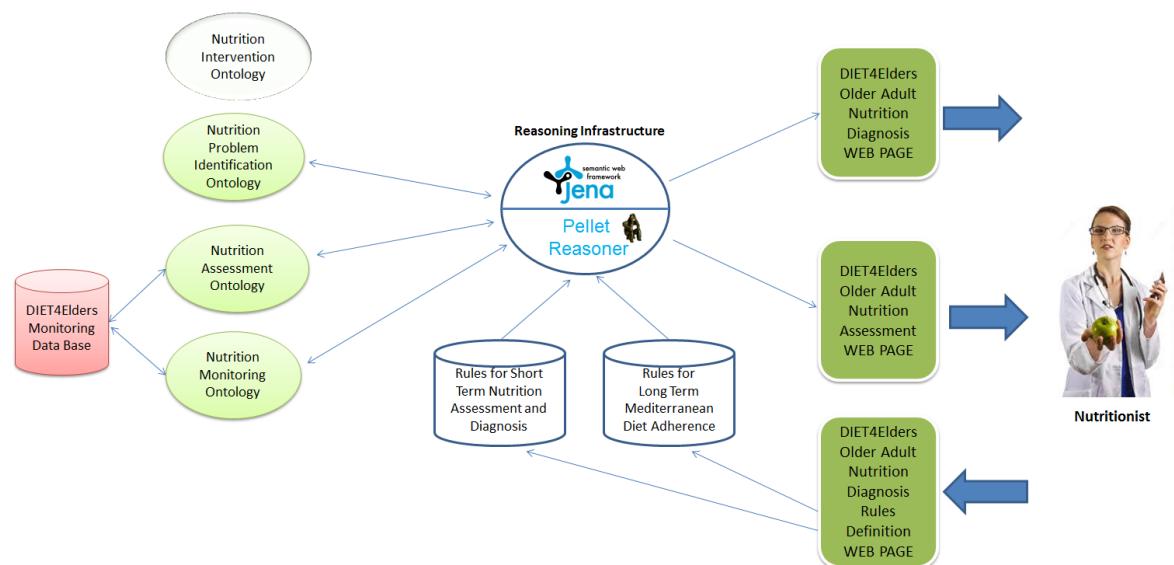 Nutrition
Intervention
Ontology
Nutrition
Problem
Identification
Ontology
Nutrition
Assessment
Ontology
Nutrition
Monitoring
Ontology
DIET4Elders
Monitoring
Data Base
Reasoning Infrastructure
semantic web
framework
Jena
Pellet
Reasoner
Rules for Short
Term Nutrition
Assessment and
Diagnosis
Rules for
Long Term
Mediterranean
Diet Adherence
DIET4Elders
Older Adult
Nutrition
Diagnosis
WEB PAGE
DIET4Elders
Older Adult
Nutrition
Assessment
WEB PAGE
DIET4Elders
Older Adult
Nutrition
Diagnosis
Rules
Definition
WEB PAGE
Nutritionist